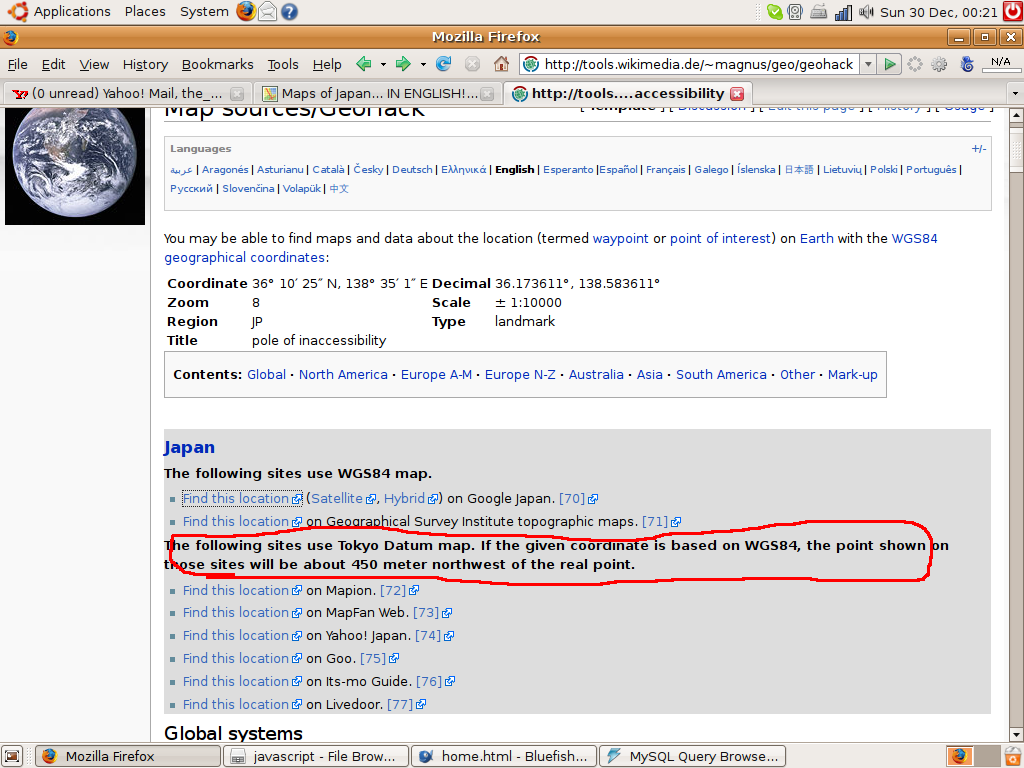 Applications Places System Sun 30 Dec, 00:21
Mozilla Firefox
File Edit View History Bookmarks Tools Help http://tools.wikimedia.de/~magnus/geo/geohack N/A
(0 unread) Yahoo! Mail, the_... Maps of Japan... IN ENGLISH!... http://tools....accessibility
Map sources/GeoHack [ Template ] [ Discussion ] [ Edit this page ] [ History ] [ Usage ]
Languages +/-
عربية | Aragonés | Asturianu | Català | Česky | Deutsch | Ελληνικά | English | Esperanto |Español | Français | Galego | Íslenska | 日本語 | Lietuvių | Polski | Português |
Русский | Slovenčina | Volapük | 中文
You may be able to find maps and data about the location (termed waypoint or point of interest) on Earth with the WGS84
geographical coordinates:
Coordinate 36° 10′ 25″ N, 138° 35′ 1″ E Decimal 36.173611°, 138.583611°
Zoom 8 Scale ± 1:10000
Region JP Type landmark
Title pole of inaccessibility
Contents: Global · North America · Europe A-M · Europe N-Z · Australia · Asia · South America · Other · Mark-up
Japan
The following sites use WGS84 map.
Find this location (Satellite, Hybrid) on Google Japan. [70]
Find this location on Geographical Survey Institute topographic maps. [71]
The following sites use Tokyo Datum map. If the given coordinate is based on WGS84, the point shown on
those sites will be about 450 meter northwest of the real point.
Find this location on Mapion. [72]
Find this location on MapFan Web. [73]
Find this location on Yahoo! Japan. [74]
Find this location on Goo. [75]
Find this location on Its-mo Guide. [76]
Find this location on Livedoor. [77]
Global systems
Mozilla Firefox javascript - File Brow... home.html - Bluefish... MySQL Query Browse...